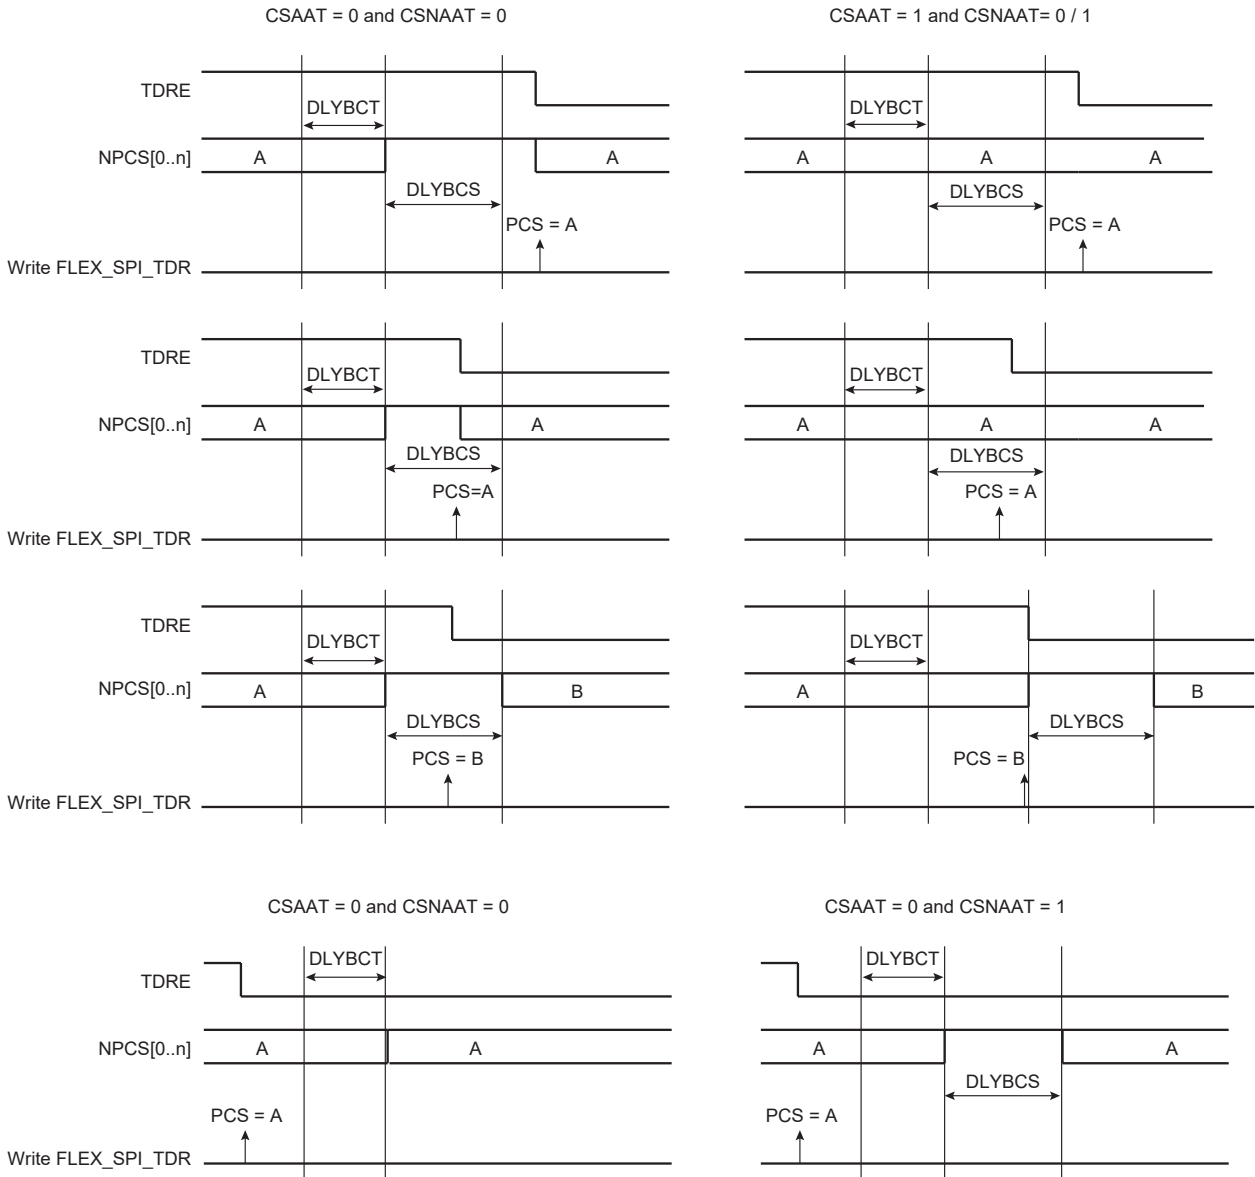 CSAAT = 0 and CSNAAT = 0
CSAAT = 1 and CSNAAT= 0 / 1
TDRE
DLYBCT
DLYBCT
NPCS[0..n]
A
A
A
A
A
DLYBCS
DLYBCS
PCS = A
PCS = A
Write FLEX_SPI_TDR
TDRE
DLYBCT
DLYBCT
NPCS[0..n]
A
A
A
A
A
DLYBCS
DLYBCS
PCS=A
PCS = A
Write FLEX_SPI_TDR
TDRE
DLYBCT
DLYBCT
NPCS[0..n]
A
B
A
B
DLYBCS
DLYBCS
PCS = B
PCS = B
Write FLEX_SPI_TDR
CSAAT = 0 and CSNAAT = 0
CSAAT = 0 and CSNAAT = 1
DLYBCT
DLYBCT
TDRE
NPCS[0..n]
A
A
A
A
DLYBCS
PCS = A
PCS = A
Write FLEX_SPI_TDR